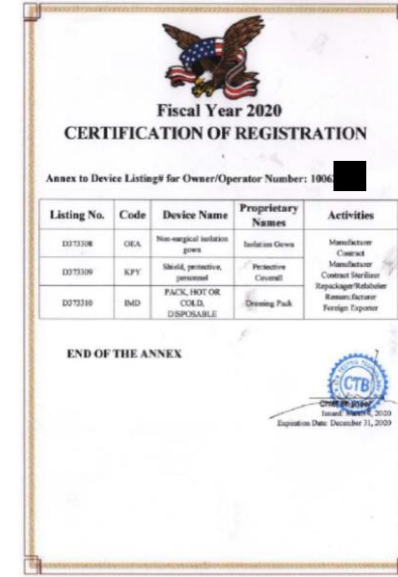 Fiscal Year 2020
CERTIFICATION OF REGISTRATION
Annex to Device Listing# for Owner/Operator Number: 1006
Listing No. Code Device Name Proprietary Names Activities
D373308 OEA Non-surgical isolation gown Isolation Gown
D373309 KPY Shield, protective, personnel Protective Coverall
D373310 IMD PACK, HOT OR COLD, DISPOSABLE Dressing Pack
Manufacturer
Contract
Manufacturer
Contract Sterilizer
Repackager/Relabeler
Remanufacturer
Foreign Exporter
END OF THE ANNEX
CTB
Issued: 2020
Expiration Date: December 31, 2020